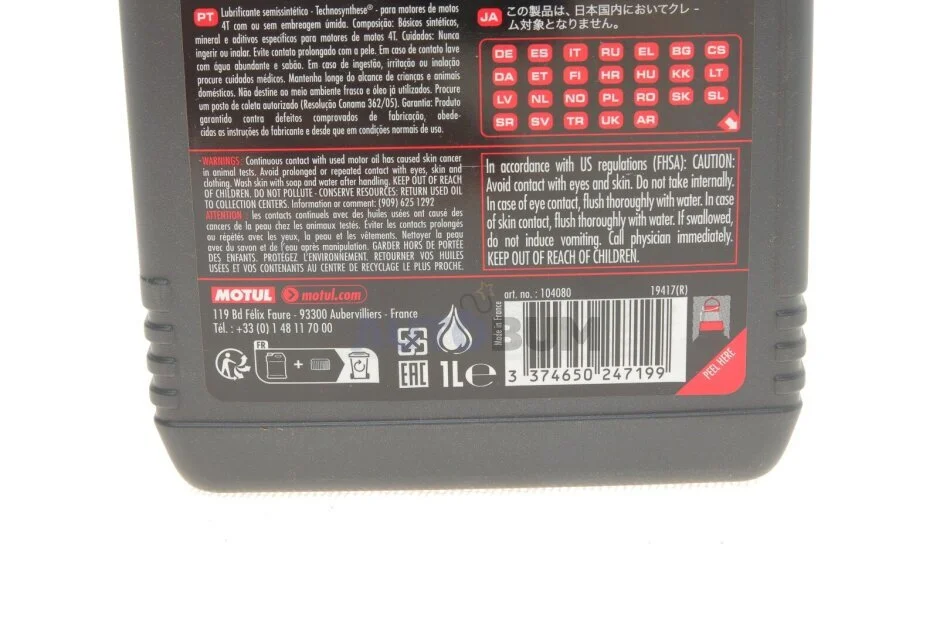 PT Lubrificante semissintético - Technosynthese® - para motores de motos
4T com ou sem embreagem úmida. Composição: Básicos sintéticos,
mineral e aditivos específicos para motores de motos 4T. Cuidados: Nunca
ingerir ou inalar. Evite contato prolongado com a pele. Em caso de contato lave
com água abundante e sabão. Em caso de ingestão, irritação ou inalação
procure cuidados médicos. Mantenha longe do alcance de crianças e animais
domésticos. Não destine ao meio ambiente frasco e óleo já utilizados. Procure
um posto de coleta autorizado (Resolução Conama 362/05). Garantia: Produto
garantido contra defeitos comprovados de fabricação, obede-
cidas as instruções do fabricante e desde que em condições normais de uso.
JA この製品は、日本国内においてクレ -
ム対象となりません。
DE ES IT RU EL BG CS
DA ET FI HR HU KK LT
LV NL NO PL RO SK SL
SR SV TR UK AR
WARNINGS: Continuous contact with used motor oil has caused skin cancer
in animal tests. Avoid prolonged or repeated contact with eyes, skin and
clothing. Wash skin with soap and water after handling. KEEP OUT OF REACH
OF CHILDREN. DO NOT POLLUTE - CONSERVE RESOURCES: RETURN USED OIL
TO COLLECTION CENTERS. Information or comment: (909) 625 1292
ATTENTION : les contacts continuels avec des huiles usées ont causé des
cancers de la peau chez les animaux testés. Éviter les contacts prolongés
ou répétés avec les yeux, la peau et les vêtements. Nettoyer la peau
avec du savon et de l'eau après manipulation. GARDER HORS DE PORTÉE
DES ENFANTS. PROTÉGEZ L'ENVIRONNEMENT. RETOURNER VOS HUILES
USÉES ET VOS CONTENANTS AU CENTRE DE RECYCLAGE LE PLUS PROCHE.
In accordance with US regulations (FHSA): CAUTION:
Avoid contact with eyes and skin. Do not take internally.
In case of eye contact, flush thoroughly with water. In case
of skin contact, flush thoroughly with water. If swallowed,
do not induce vomiting. Call physician immediately.
KEEP OUT OF REACH OF CHILDREN.
MOTUL motul.com
119 Bd Félix Faure - 93300 Aubervilliers - France
Tél. : +33 (0) 1 48 11 70 00
FR
EAC 1L e
art. no. : 104080 19417(R)
Made in France
3 374650 247199
PEEL HERE
AUTOBUM